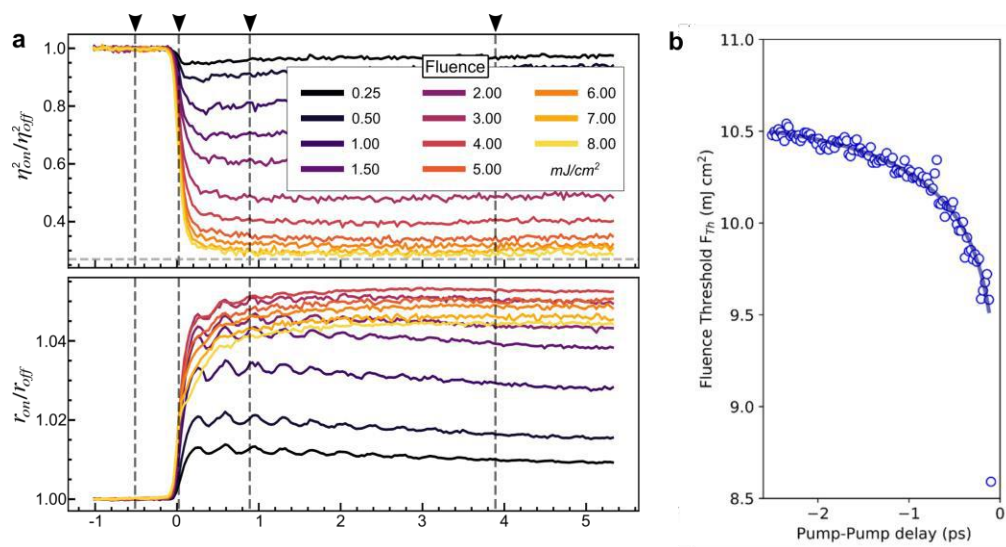 a
η²on/η²off
1.0
0.8
0.6
0.4
Fluence
0.25 2.00 6.00
0.50 3.00 7.00
1.00 4.00 8.00
1.50 5.00 mJ/cm²
ron/roff
1.04
1.02
1.00
-1 0 1 2 3 4 5
b
Fluence Threshold FTh (mJ cm²)
11.0
10.5
10.0
9.5
9.0
8.5
−2 −1 0
Pump-Pump delay (ps)